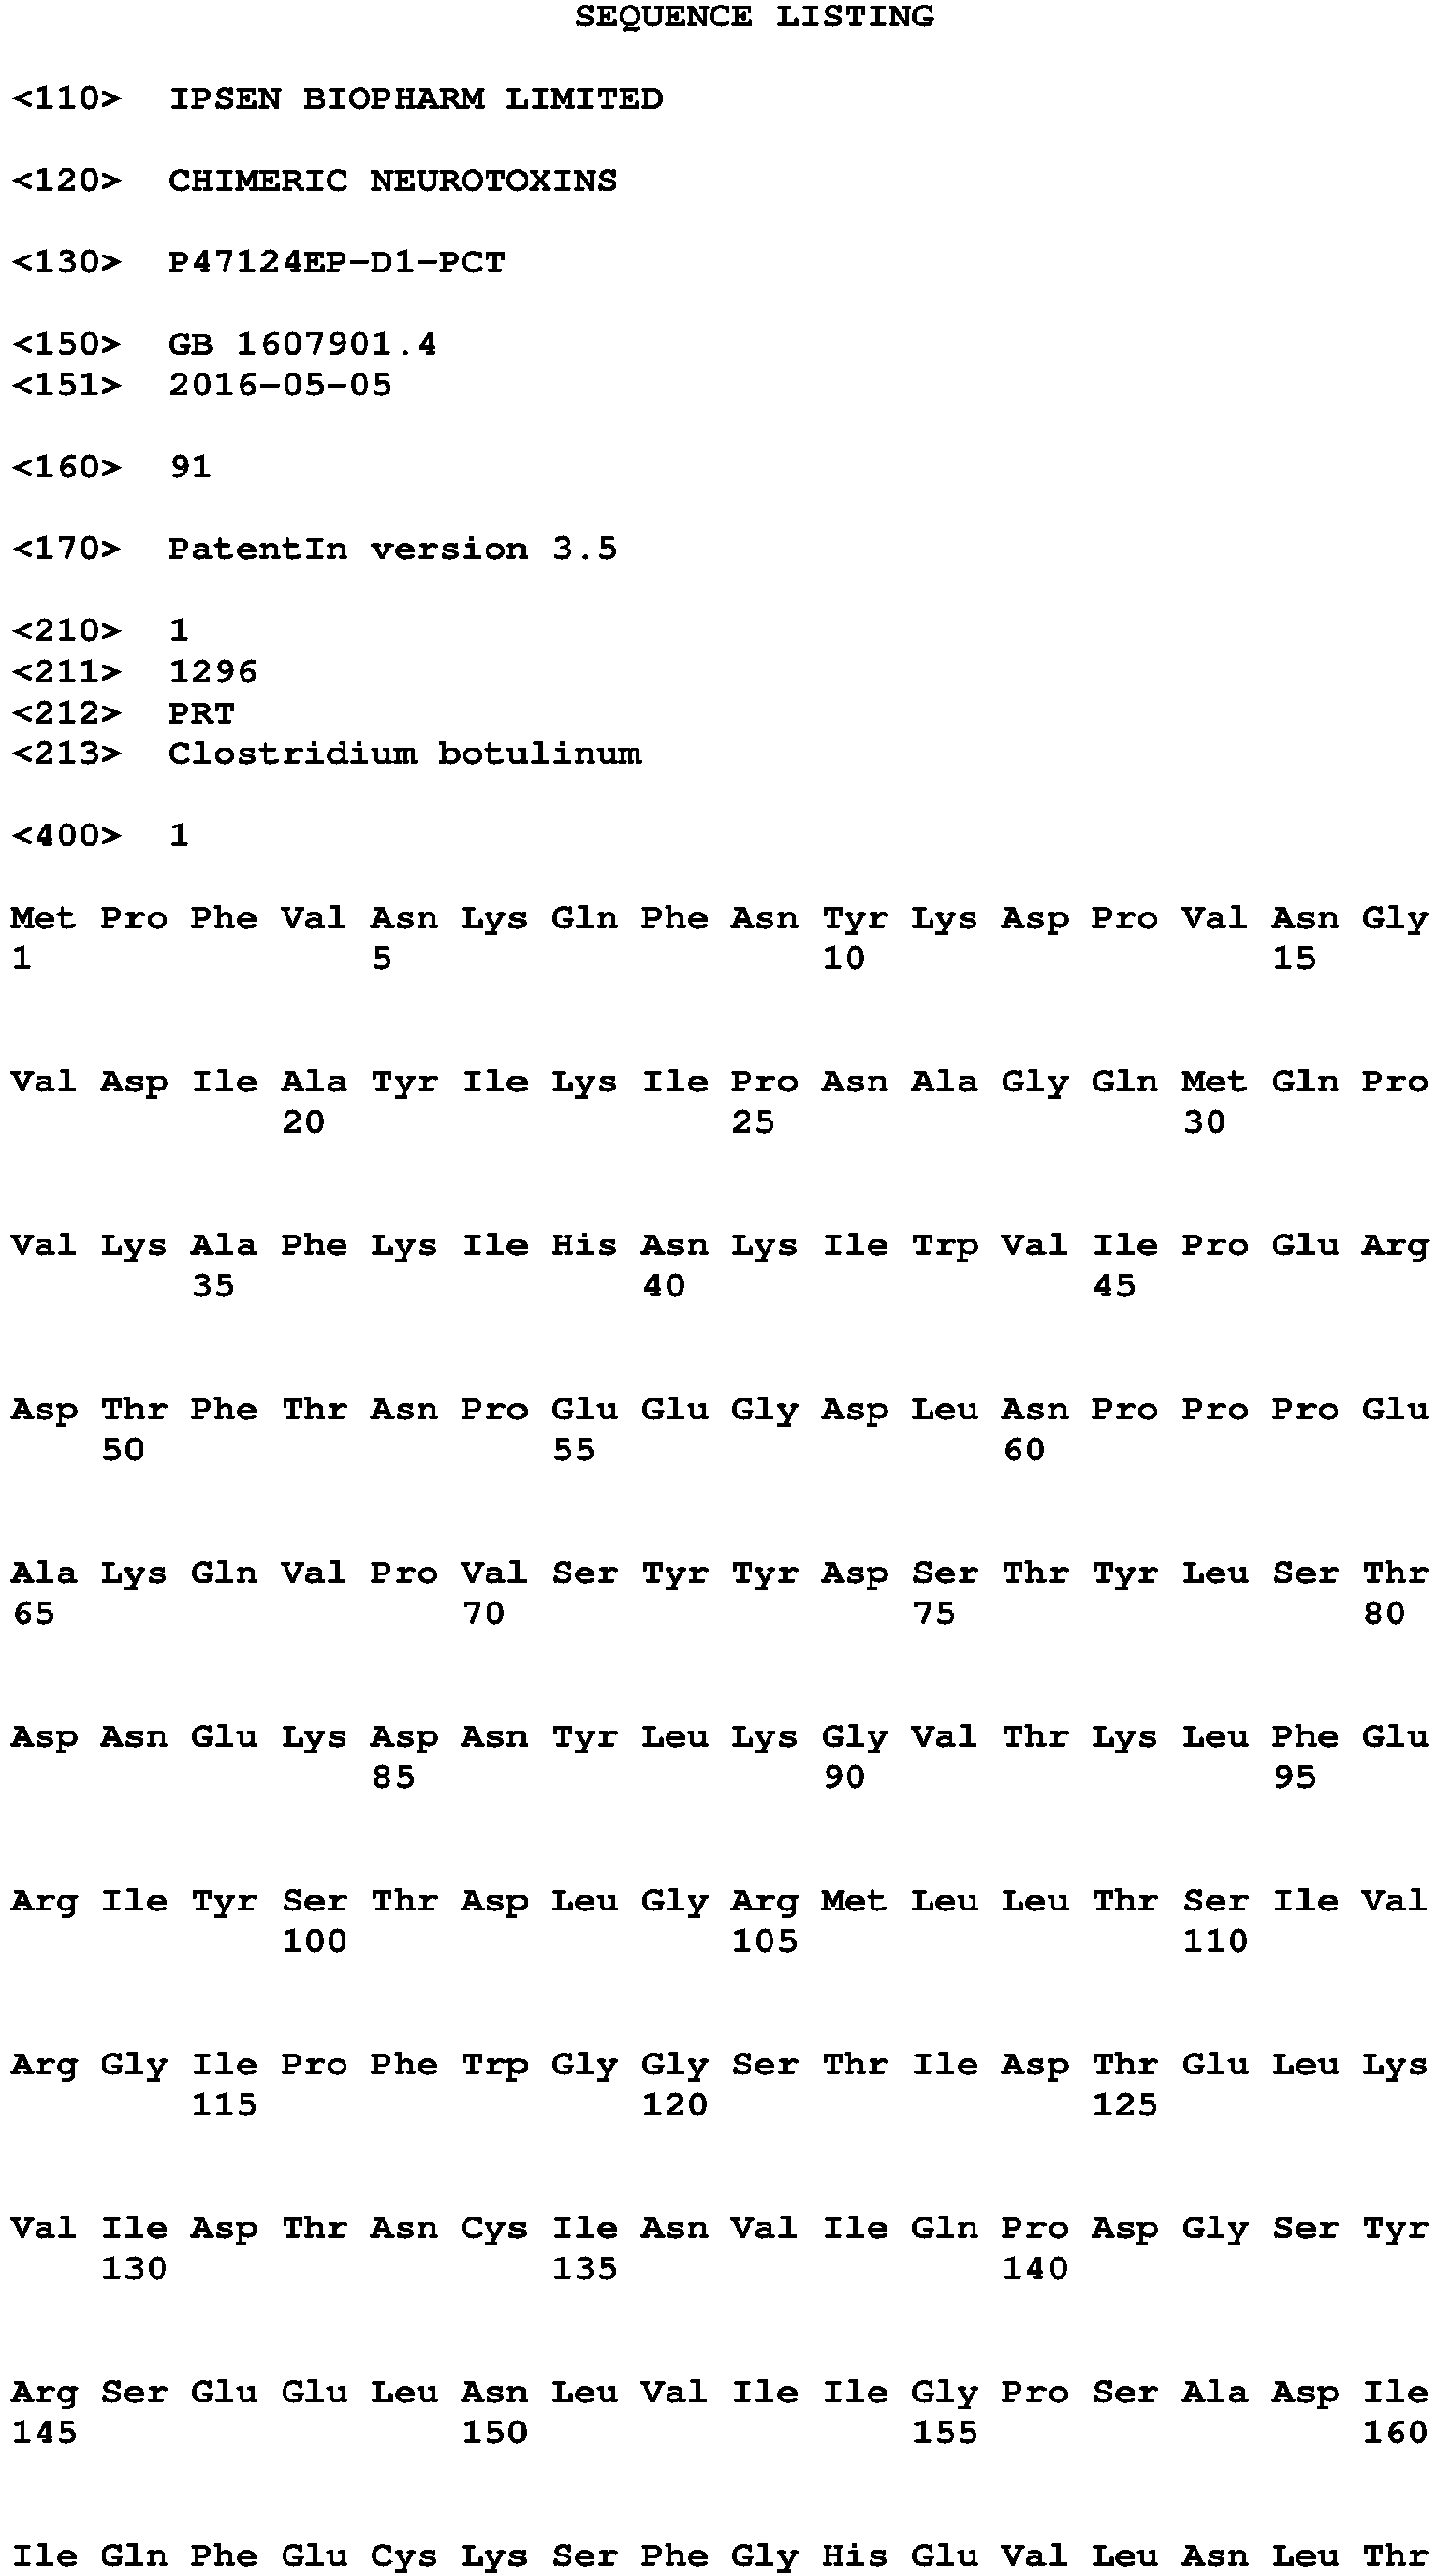 SEQUENCE LISTING
<110> IPSEN BIOPHARM LIMITED
<120> CHIMERIC NEUROTOXINS
<130> P47124EP-D1-PCT
<150> GB 1607901.4
<151> 2016-05-05
<160> 91
<170> PatentIn version 3.5
<210> 1
<211> 1296
<212> PRT
<213> Clostridium botulinum
<400> 1
Met Pro Phe Val Asn Lys Gln Phe Asn Tyr Lys Asp Pro Val Asn Gly
1 5 10 15
Val Asp Ile Ala Tyr Ile Lys Ile Pro Asn Ala Gly Gln Met Gln Pro
20 25 30
Val Lys Ala Phe Lys Ile His Asn Lys Ile Trp Val Ile Pro Glu Arg
35 40 45
Asp Thr Phe Thr Asn Pro Glu Glu Gly Asp Leu Asn Pro Pro Pro Glu
50 55 60
Ala Lys Gln Val Pro Val Ser Tyr Tyr Asp Ser Thr Tyr Leu Ser Thr
65 70 75 80
Asp Asn Glu Lys Asp Asn Tyr Leu Lys Gly Val Thr Lys Leu Phe Glu
85 90 95
Arg Ile Tyr Ser Thr Asp Leu Gly Arg Met Leu Leu Thr Ser Ile Val
100 105 110
Arg Gly Ile Pro Phe Trp Gly Gly Ser Thr Ile Asp Thr Glu Leu Lys
115 120 125
Val Ile Asp Thr Asn Cys Ile Asn Val Ile Gln Pro Asp Gly Ser Tyr
130 135 140
Arg Ser Glu Glu Leu Asn Leu Val Ile Ile Gly Pro Ser Ala Asp Ile
145 150 155 160
Ile Gln Phe Glu Cys Lys Ser Phe Gly His Glu Val Leu Asn Leu Thr